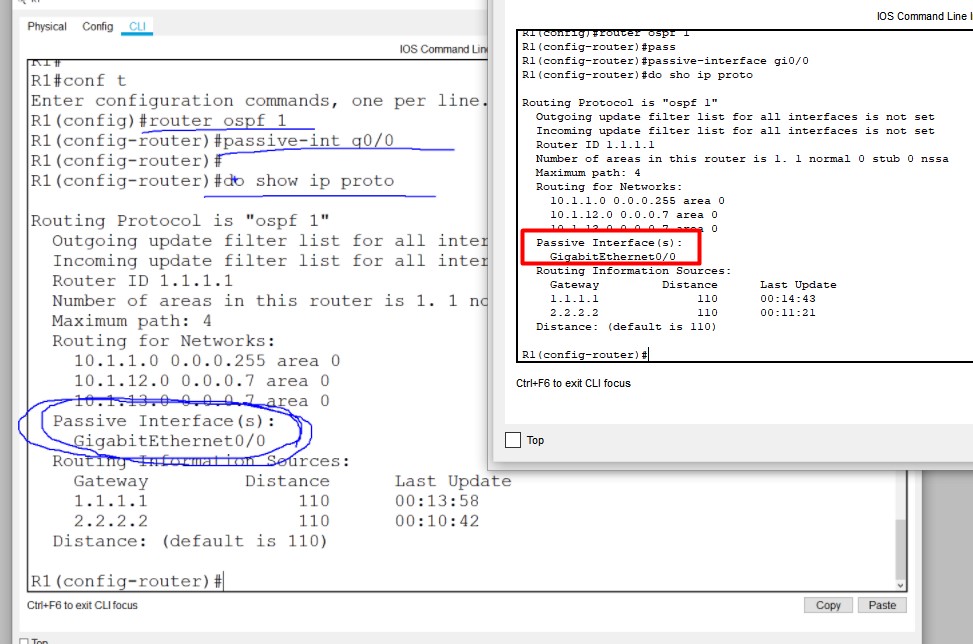 Physical Config CLI
IOS Command Line
R1#
R1#conf t
Enter configuration commands, one per line.
R1(config)#router ospf 1
R1(config-router)#passive-int g0/0
R1(config-router)#
R1(config-router)#do show ip proto
Routing Protocol is "ospf 1"
Outgoing update filter list for all inter
Incoming update filter list for all inter
Router ID 1.1.1.1
Number of areas in this router is 1. 1 no
Maximum path: 4
Routing for Networks:
10.1.1.0 0.0.0.255 area 0
10.1.12.0 0.0.0.7 area 0
10.1.13.0 0.0.0.7 area 0
Passive Interface(s):
GigabitEthernet0/0
Routing Information Sources:
Gateway Distance Last Update
1.1.1.1 110 00:13:58
2.2.2.2 110 00:10:42
Distance: (default is 110)
R1(config-router)#
Ctrl+F6 to exit CLI focus
Copy Paste
Top
IOS Command Line I
R1(config)#router ospf 1
R1(config-router)#pass
R1(config-router)#passive-interface gi0/0
R1(config-router)#do sho ip proto
Routing Protocol is "ospf 1"
Outgoing update filter list for all interfaces is not set
Incoming update filter list for all interfaces is not set
Router ID 1.1.1.1
Number of areas in this router is 1. 1 normal 0 stub 0 nssa
Maximum path: 4
Routing for Networks:
10.1.1.0 0.0.0.255 area 0
10.1.12.0 0.0.0.7 area 0
10.1.13.0 0.0.0.7 area 0
Passive Interface(s):
GigabitEthernet0/0
Routing Information Sources:
Gateway Distance Last Update
1.1.1.1 110 00:14:43
2.2.2.2 110 00:11:21
Distance: (default is 110)
R1(config-router)#
Ctrl+F6 to exit CLI focus
Top